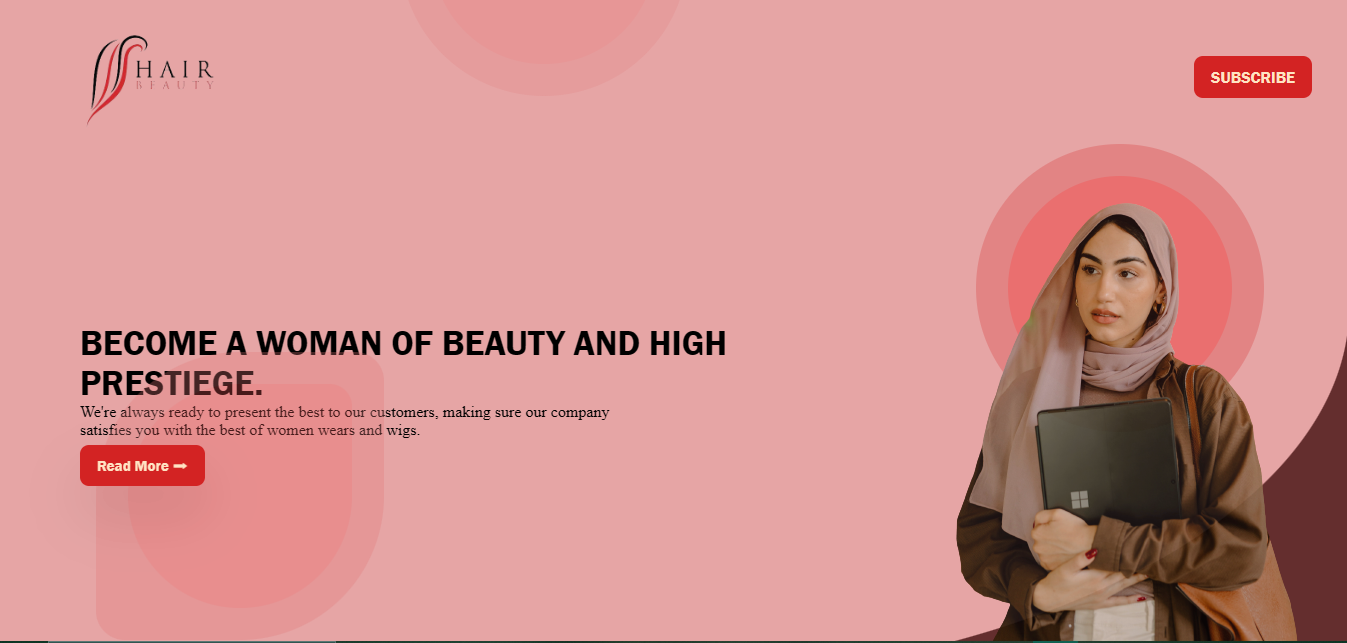 HAIR
BEAUTY
SUBSCRIBE
BECOME A WOMAN OF BEAUTY AND HIGH
PRESTIEGE.
We're always ready to present the best to our customers, making sure our company
satisfies you with the best of women wears and wigs.
Read More ➡